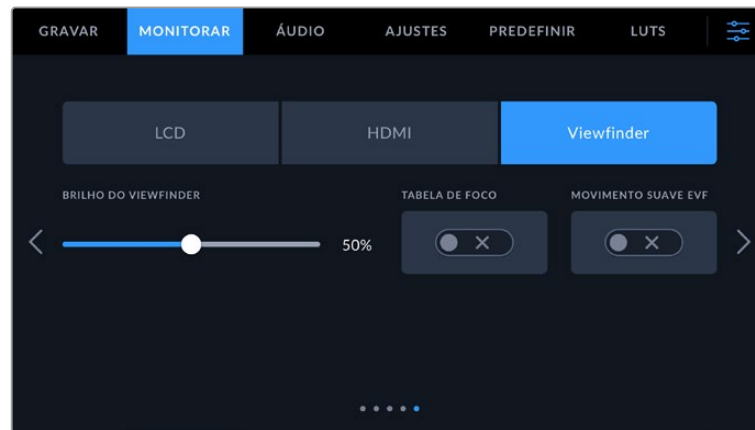 GRAVAR MONITORAR ÁUDIO AJUSTES PREDEFINIR LUTS
LCD HDMI Viewfinder
BRILHO DO VIEWFINDER TABELA DE FOCO MOVIMENTO SUAVE EVF
50%